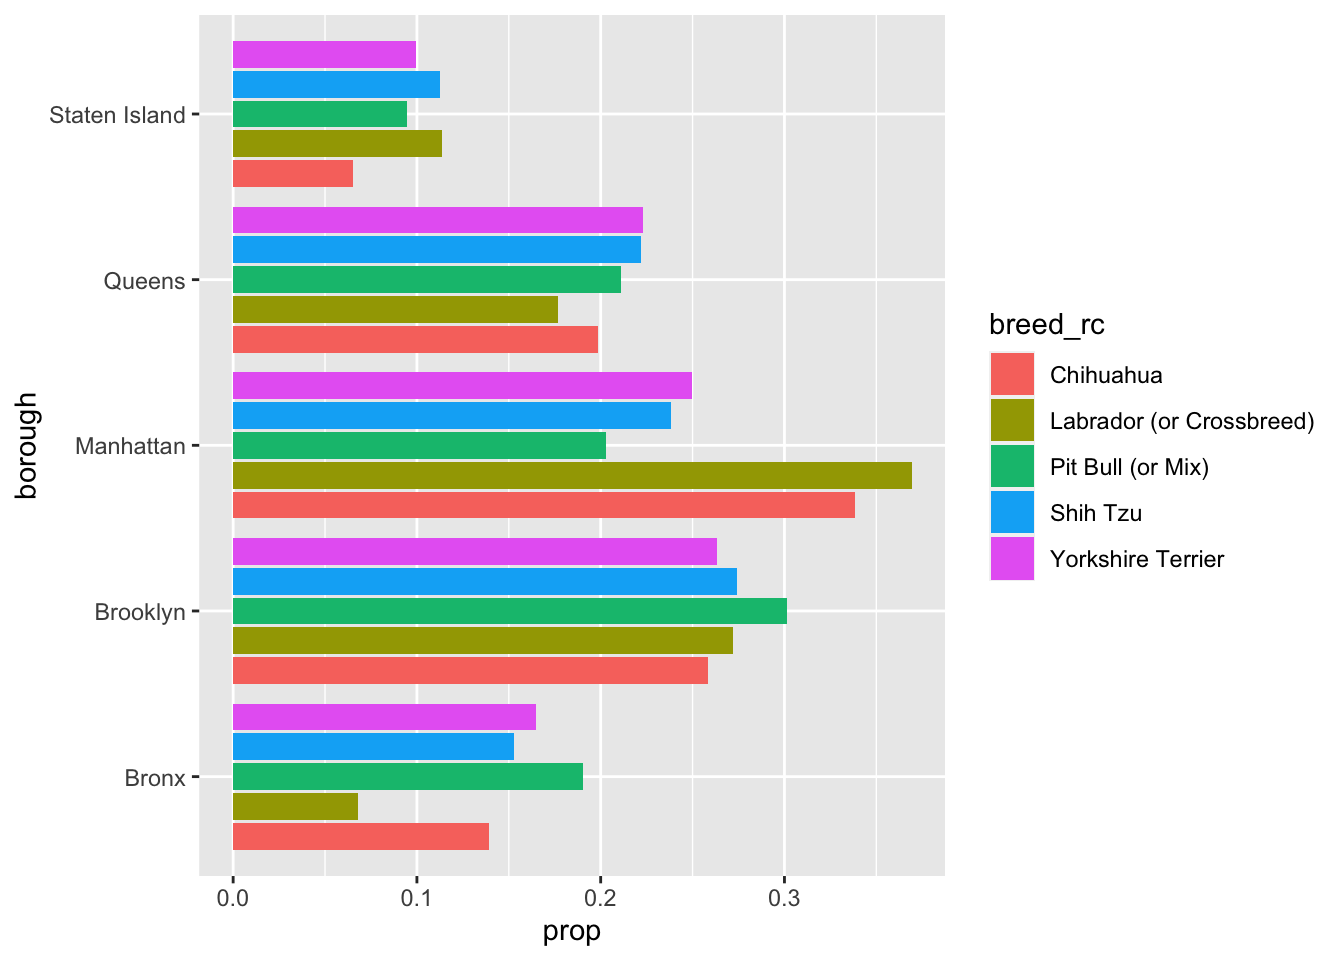 Staten Island
Queens
Manhattan
Brooklyn
Bronx
borough
0.0 0.1 0.2 0.3
prop
breed_rc
Chihuahua
Labrador (or Crossbreed)
Pit Bull (or Mix)
Shih Tzu
Yorkshire Terrier